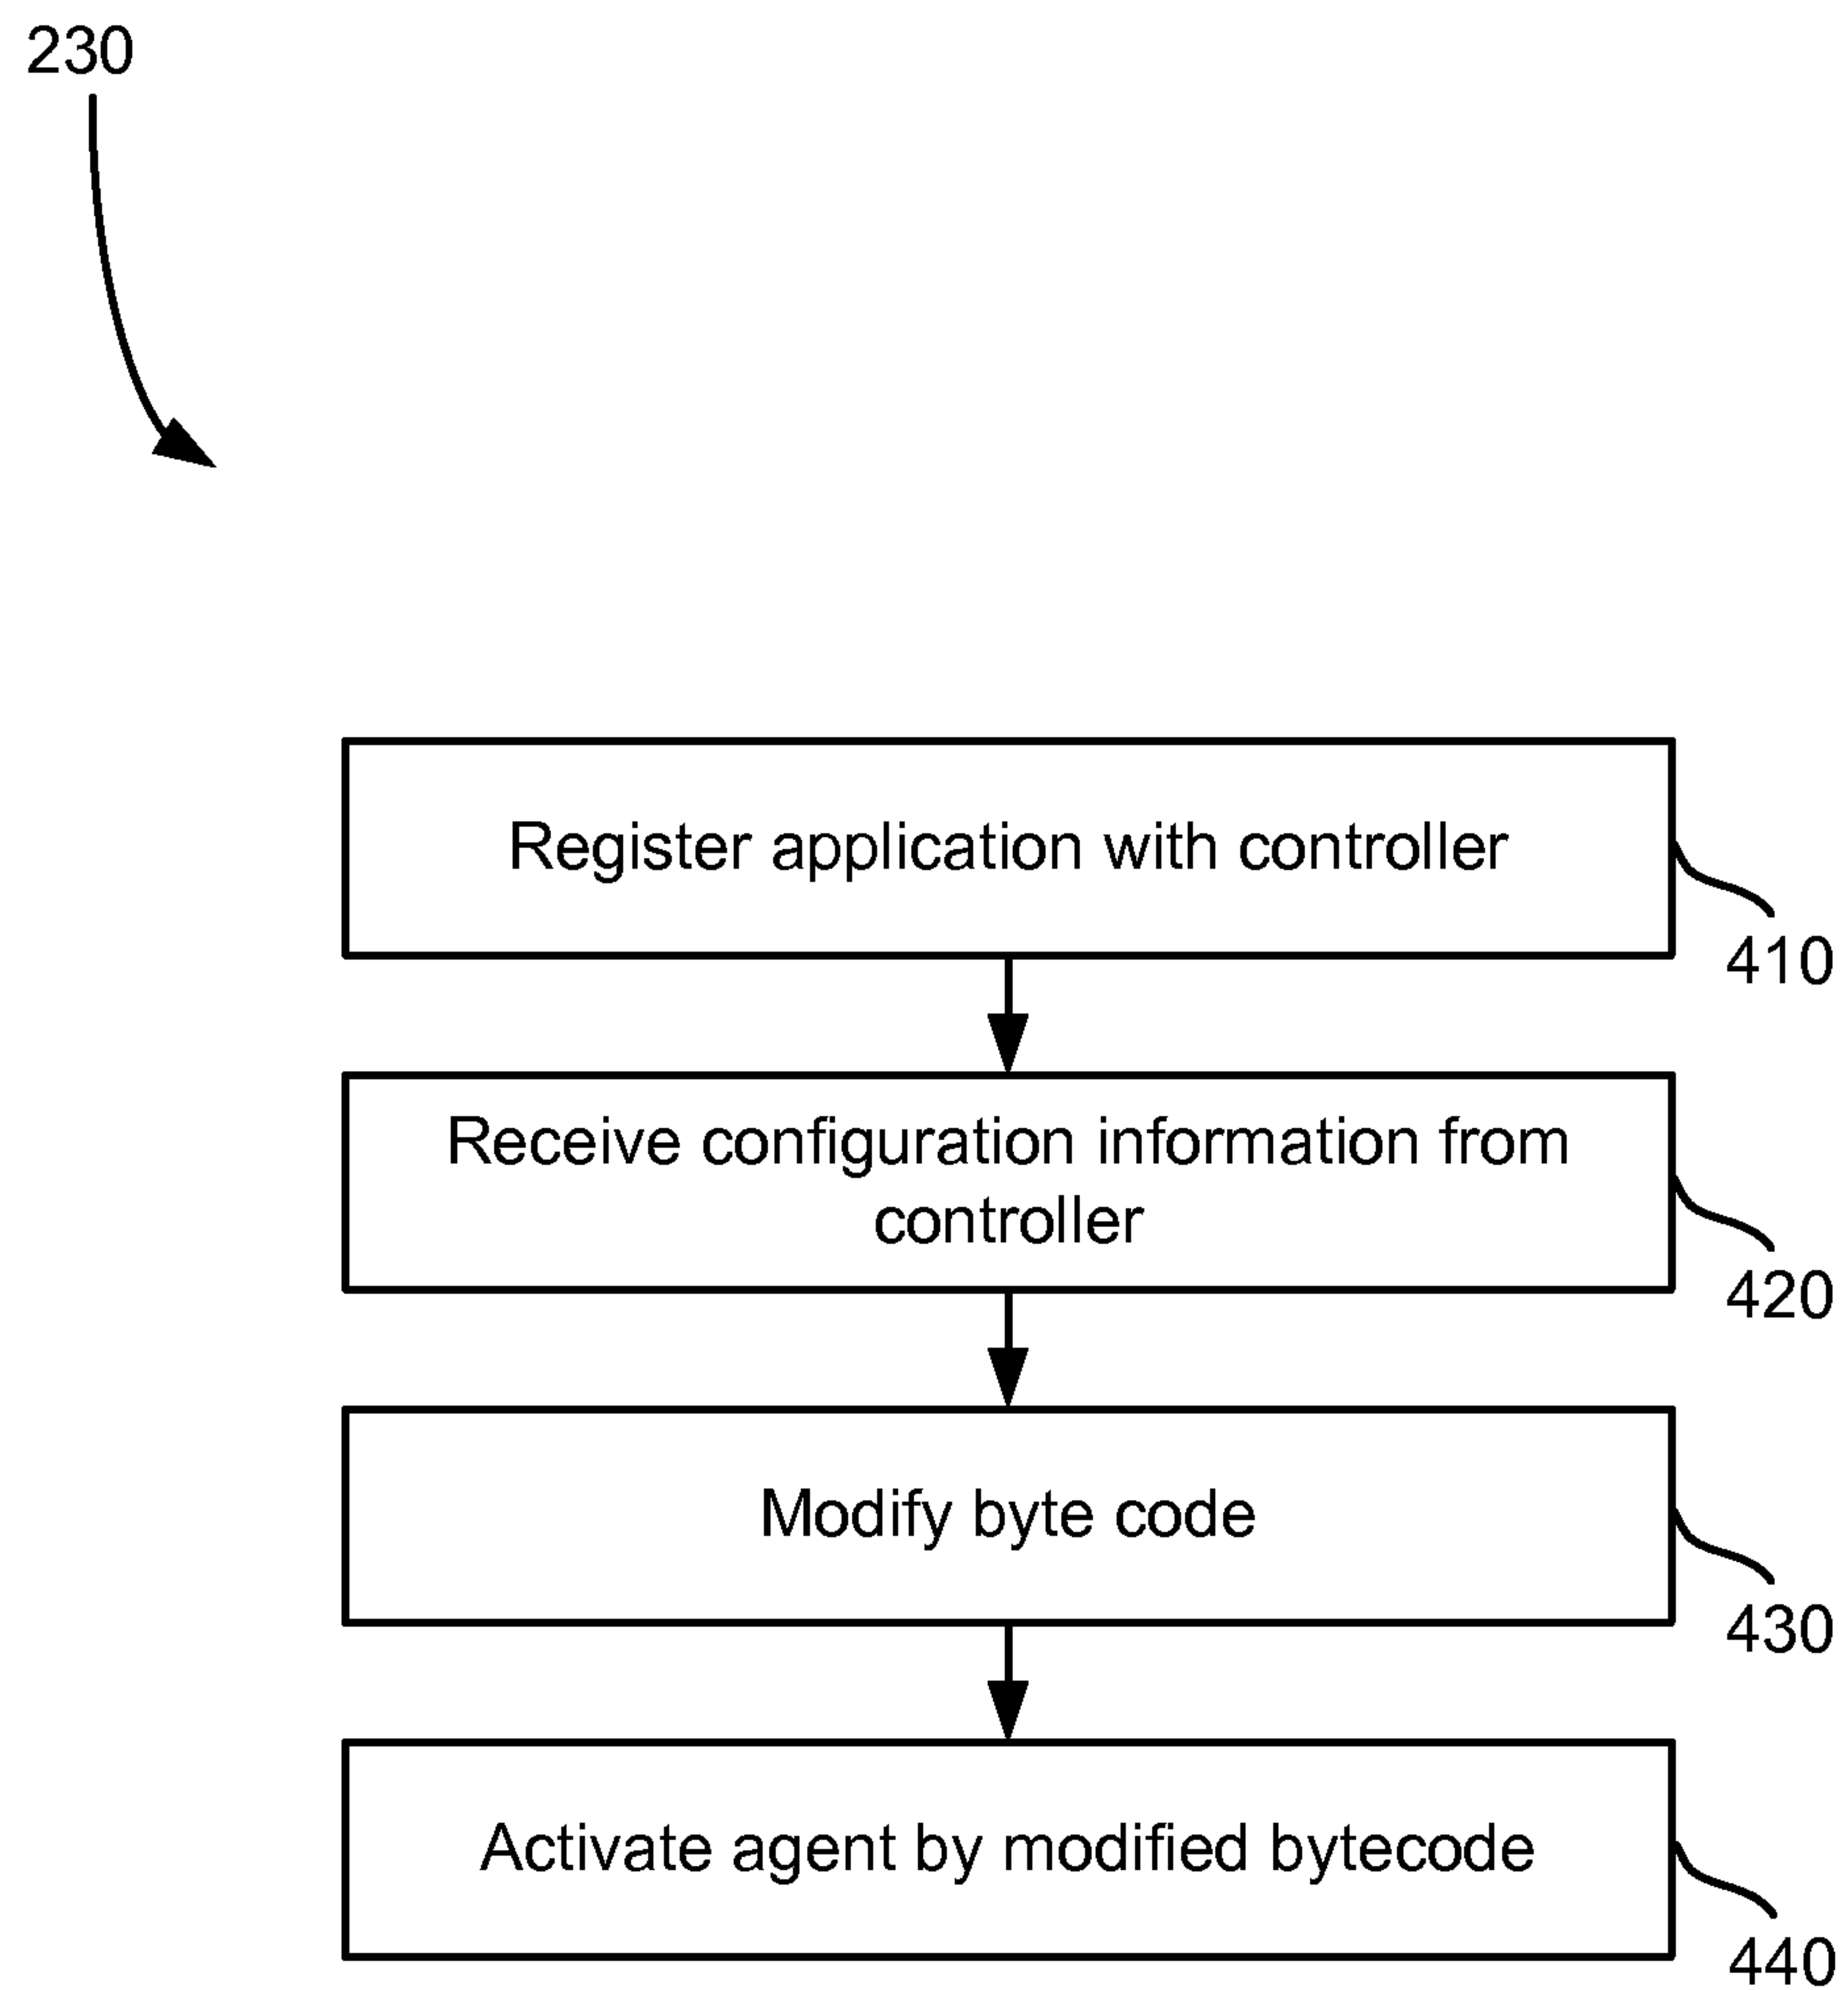 230
Register application with controller
410
Receive configuration information from
controller
420
Modify byte code
430
Activate agent by modified bytecode
440